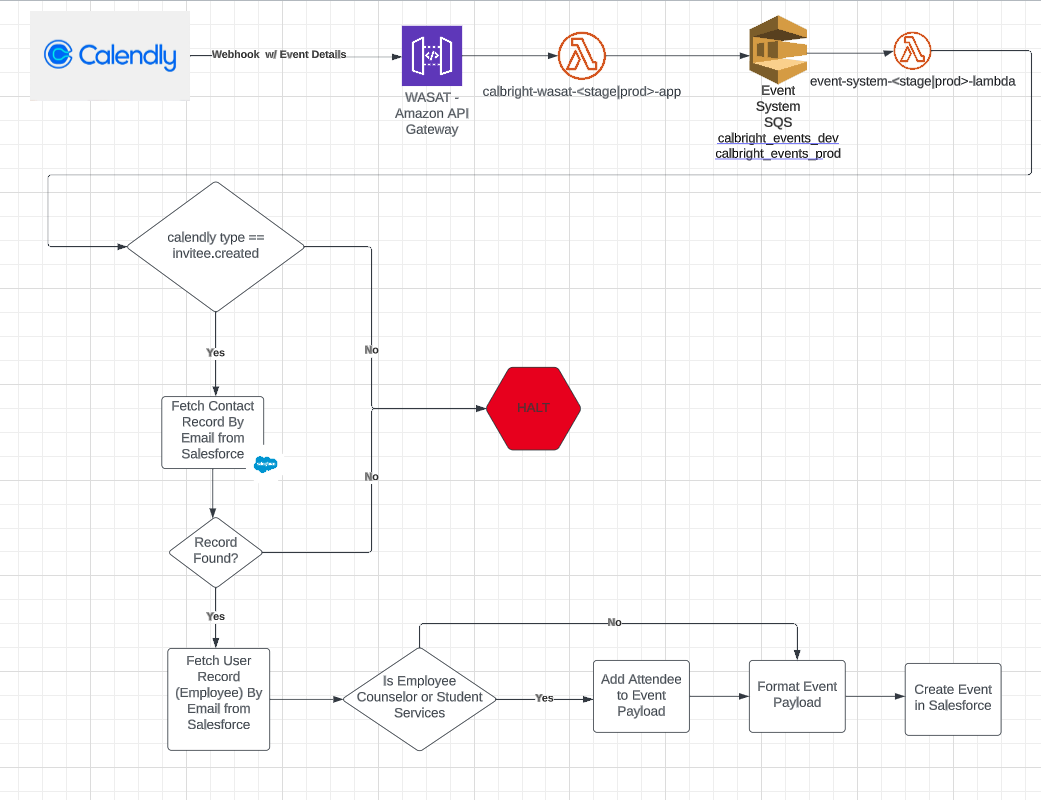 Calendly
Webhook w/ Event Details
WASAT -
Amazon API
Gateway
calbright-wasat-<stage|prod>-app
Event
System
SQS
calbright_events_dev
calbright_events_prod
event-system-<stage|prod>-lambda
calendly type ==
invitee.created
Yes
No
Fetch Contact
Record By
Email from
Salesforce
salesforce
HALT
No
Record
Found?
Yes
No
Fetch User
Record
(Employee) By
Email from
Salesforce
Is Employee
Counselor or Student
Services
Yes
Add Attendee
to Event
Payload
Format Event
Payload
Create Event
in Salesforce